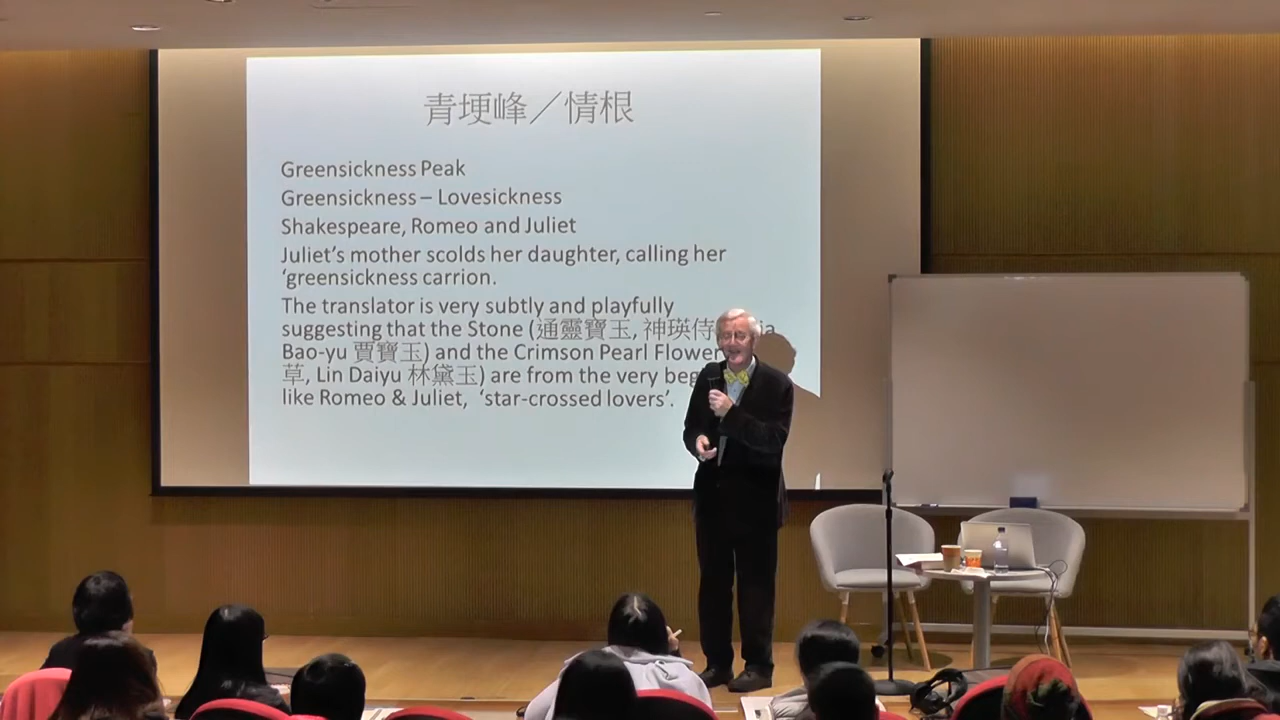 青埂峰／情根
Greensickness Peak
Greensickness – Lovesickness
Shakespeare, Romeo and Juliet
Juliet's mother scolds her daughter, calling her
'greensickness carrion.
The translator is very subtly and playfully
suggesting that the Stone (通靈寶玉, 神瑛侍
Bao-yu 賈寶玉) and the Crimson Pearl Flower
草, Lin Daiyu 林黛玉) are from the very
like Romeo & Juliet, 'star-crossed lovers'.